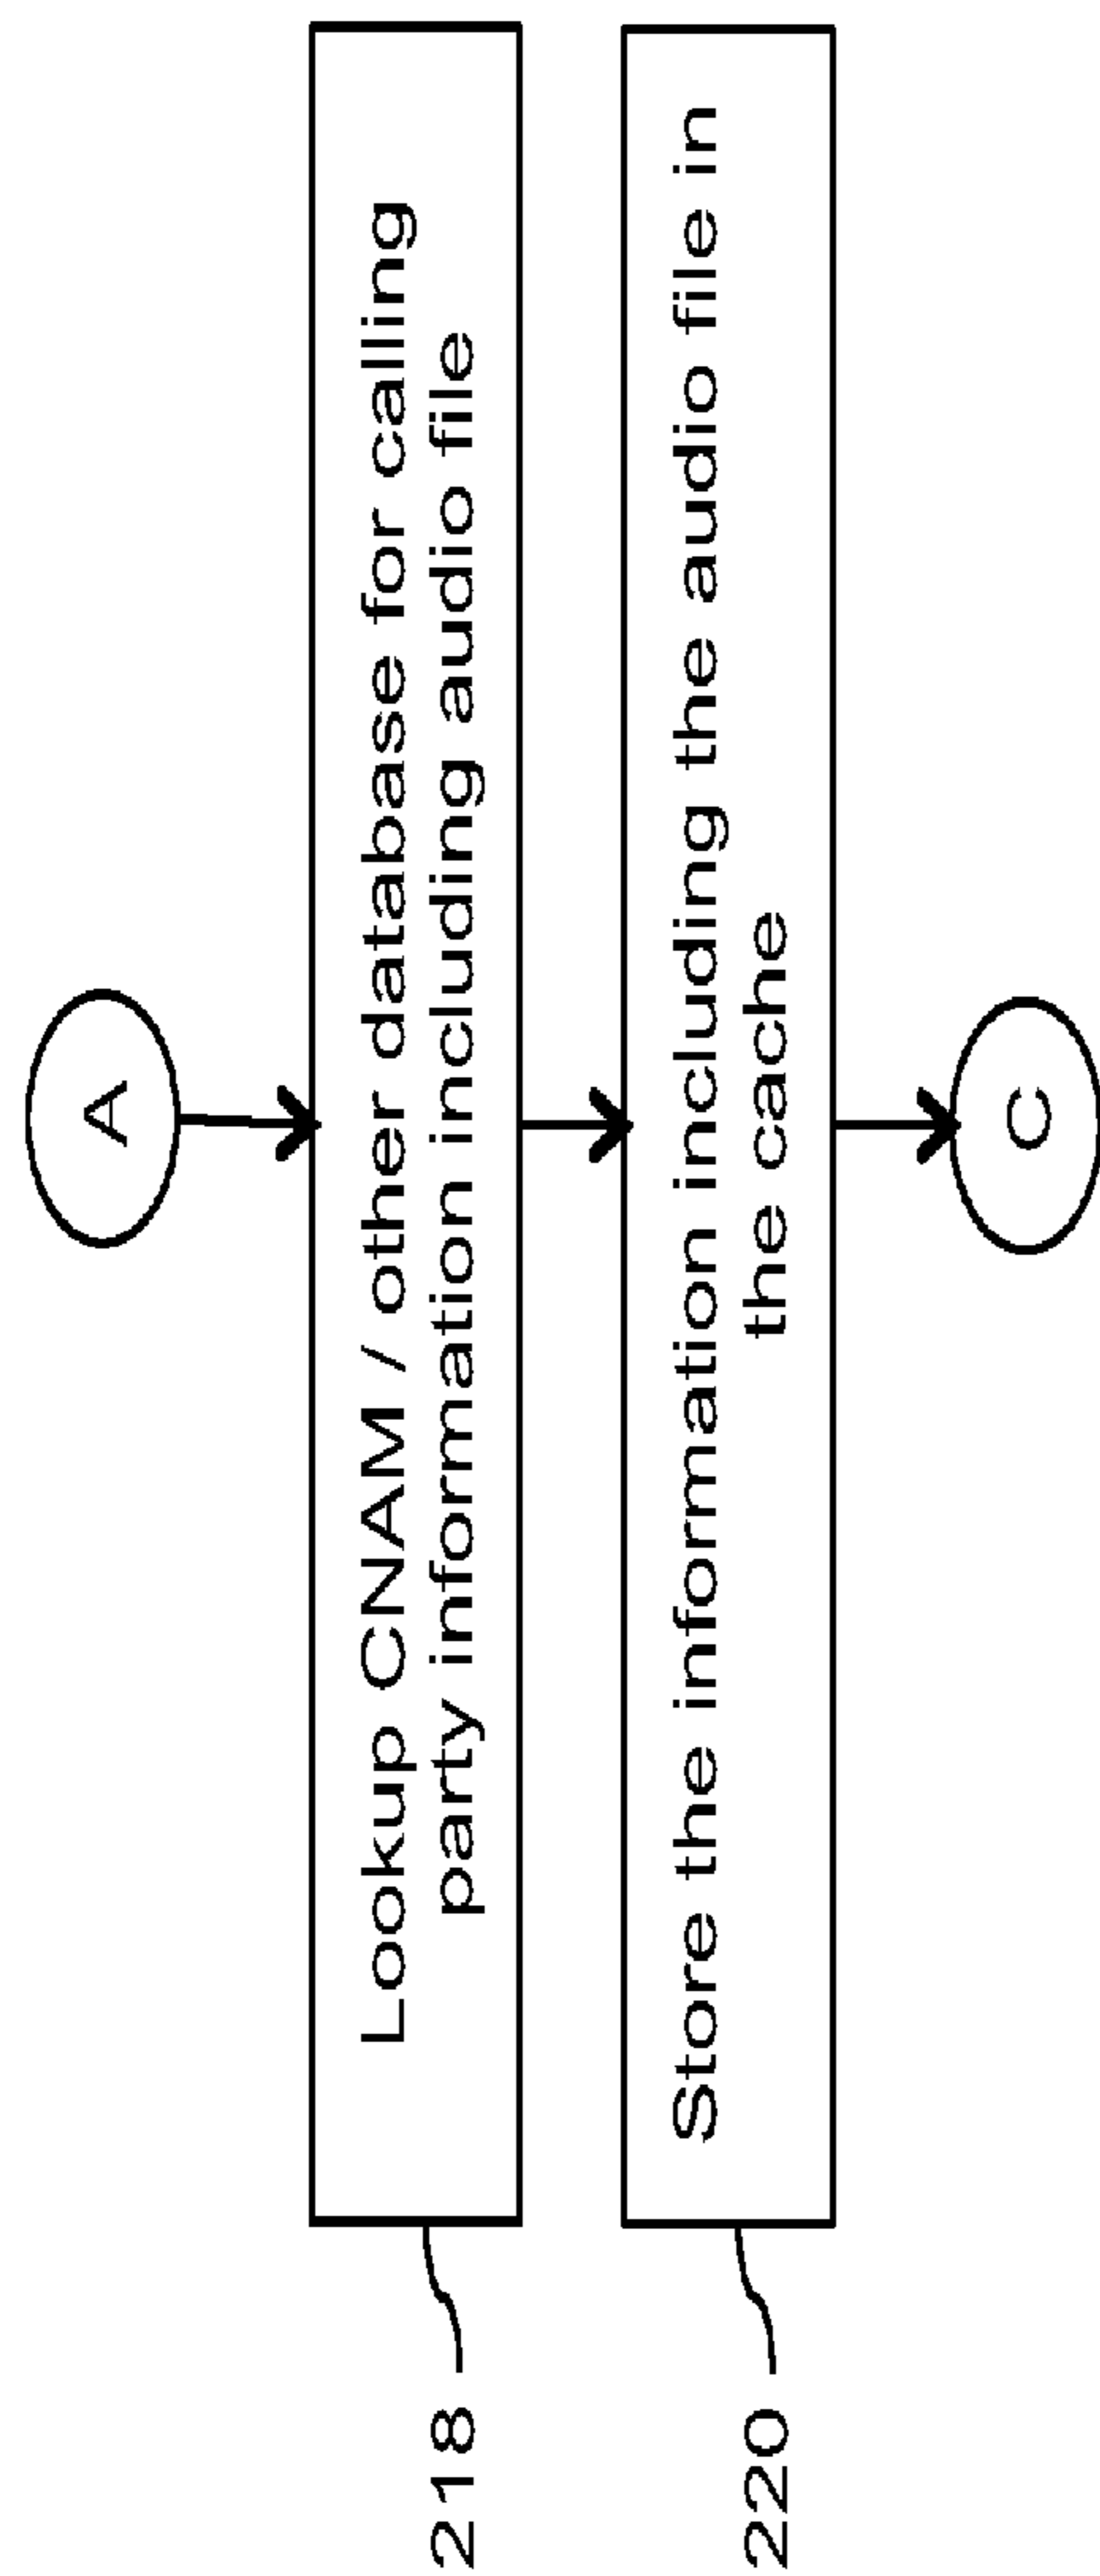 A
Lookup CNAM / other database for calling
party information including audio file
218
Store the information including the audio file in
the cache
220
C